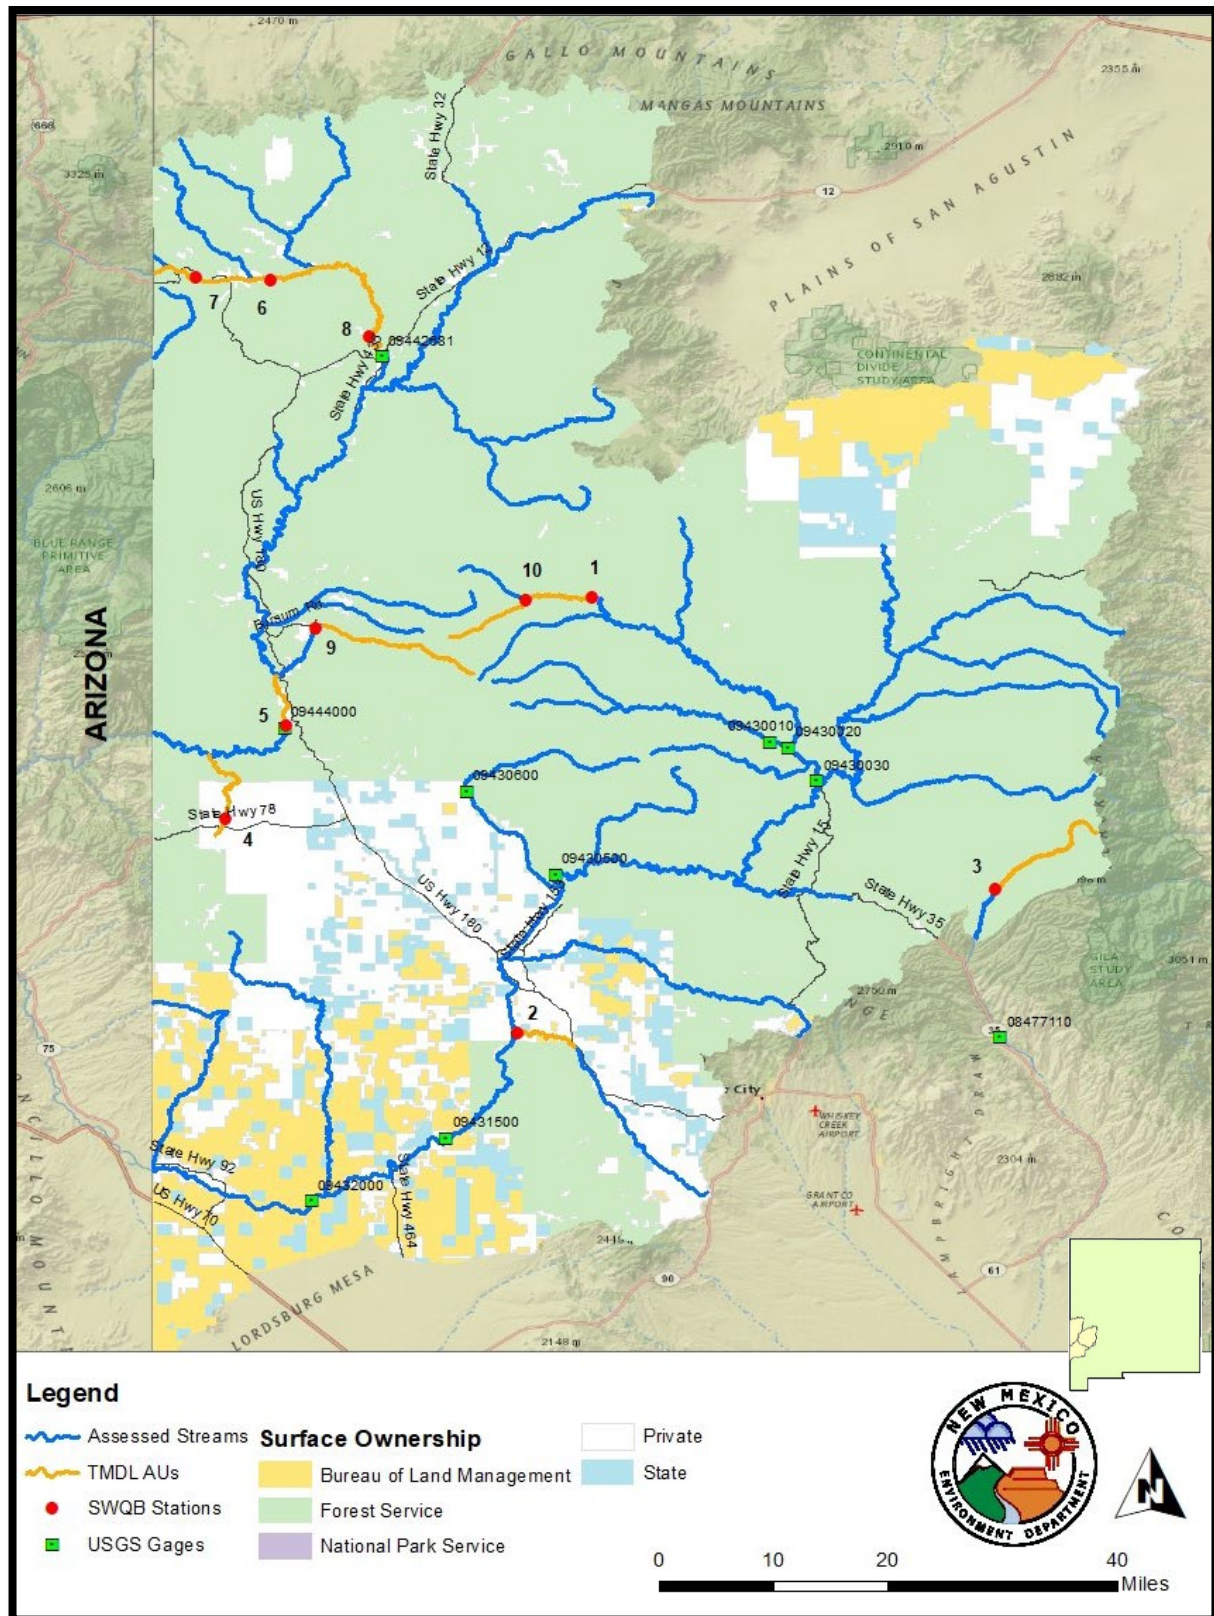 2470 m
GALLO MOUNTAINS
2355 m
MANGAS MOUNTAINS
State Hwy 32
666
2910 m
3325 m
12
PLAINS OF SAN AGUSTIN
State Hwy 12
2882 m
7
6
8
09442681
CONTINENTAL
DIVIDE
STUDY AREA
2606 m
US Hwy 180
BLUE RANGE
PRIMITIVE
AREA
10
1
Bursum Rd
9
ARIZONA
5
09444000
09430010
09430020
09430030
09430600
State Hwy 78
4
State Hwy 15
09430500
3
State Hwy 35
US Hwy 180
State Hwy 153
GILA
STUDY
AREA
3051 m
2750 m
NGE
2
35
08477110
75
City
WHISKEY
CREEK
AIRPORT
09431500
2304 m
State Hwy 92
09432000
US Hwy 70
State Hwy 464
GRANT CO
AIRPORT
LORDSBURG MESA
90
61
2148 m
Legend
Assessed Streams
TMDL AUs
SWQB Stations
USGS Gages
Surface Ownership
Bureau of Land Management
Forest Service
National Park Service
Private
State
NEW MEXICO
ENVIRONMENT DEPARTMENT
N
0 10 20 40
Miles